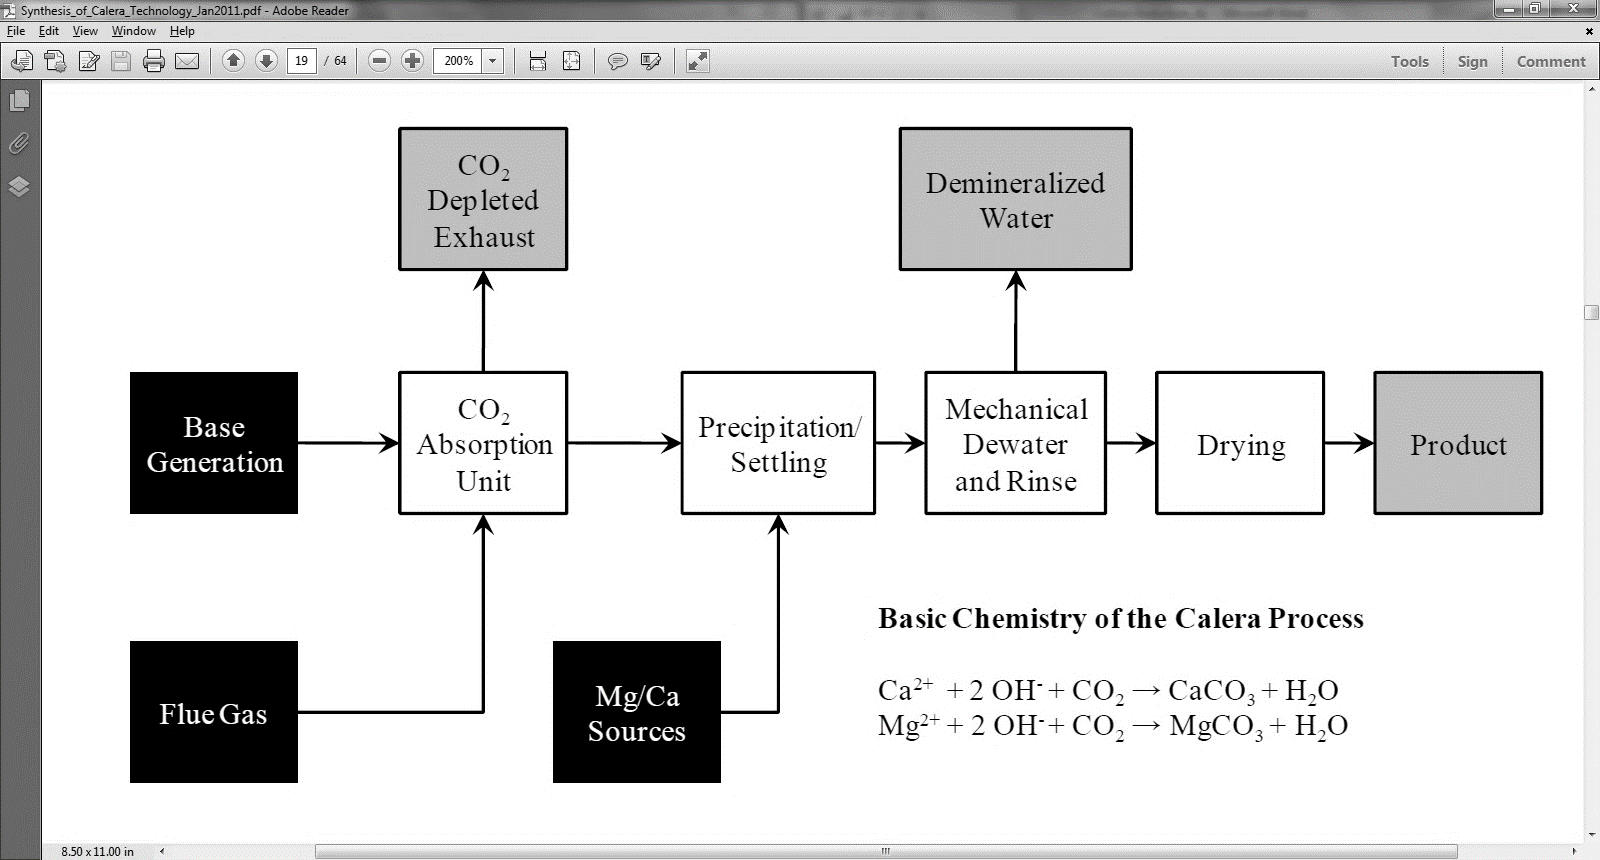 Synthesis_of_Calera_Technology_Jan2011.pdf - Adobe Reader
File Edit View Window Help
19 / 64 200% Tools Sign Comment
CO₂
Depleted
Exhaust
Demineralized
Water
Base
Generation
CO₂
Absorption
Unit
Precipitation/
Settling
Mechanical
Dewater
and Rinse
Drying
Product
Flue Gas
Mg/Ca
Sources
Basic Chemistry of the Calera Process
Ca²⁺ + 2 OH⁻ + CO₂ → CaCO₃ + H₂O
Mg²⁺ + 2 OH⁻ + CO₂ → MgCO₃ + H₂O
8.50 x 11.00 in